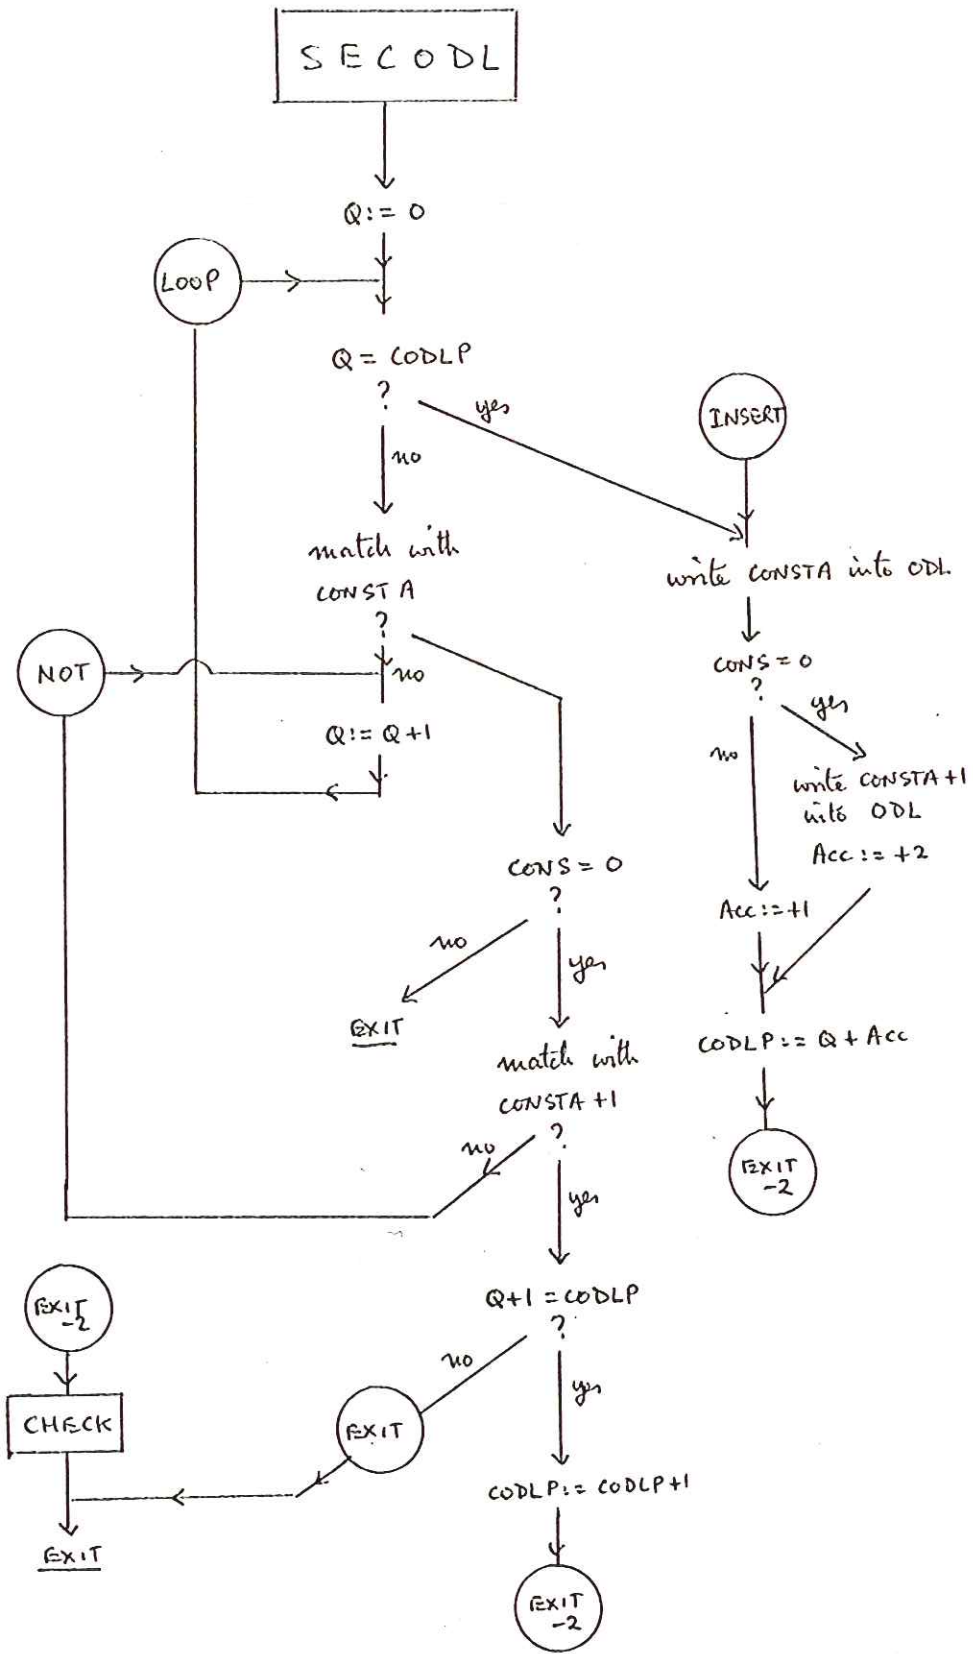 SECODL
Q:= 0
LOOP
Q = CODLP
?
yes
INSERT
no
match with
CONSTA
?
write CONSTA into ODL
NOT
no
CONS = 0
?
yes
Q:= Q+1
no
write CONSTA+1
into ODL
Acc:= +2
CONS = 0
?
Acc:=+1
no
yes
EXIT
CODLP:= Q + Acc
match with
CONSTA +1
?
no
EXIT
-2
yes
EXIT
-2
Q+1 = CODLP
?
no
yes
CHECK
EXIT
CODLP:= CODLP+1
EXIT
EXIT
-2